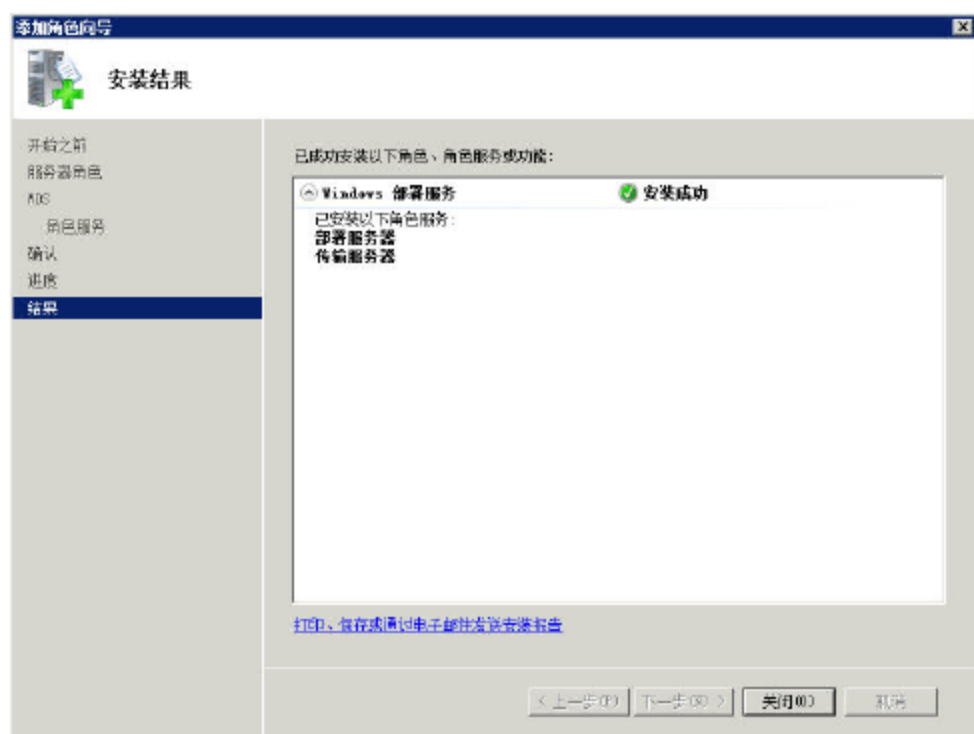 添加角色向导
安装结果
开始之前
服务器角色
WDS
角色服务
确认
进度
结果
已成功安装以下角色、角色服务或功能：
Windows 部署服务
安装成功
已安装以下角色服务：
部署服务器
传输服务器
打印、保存或通过电子邮件发送安装报告
< 上一步(P)
下一步(N) >
关闭(O)
取消